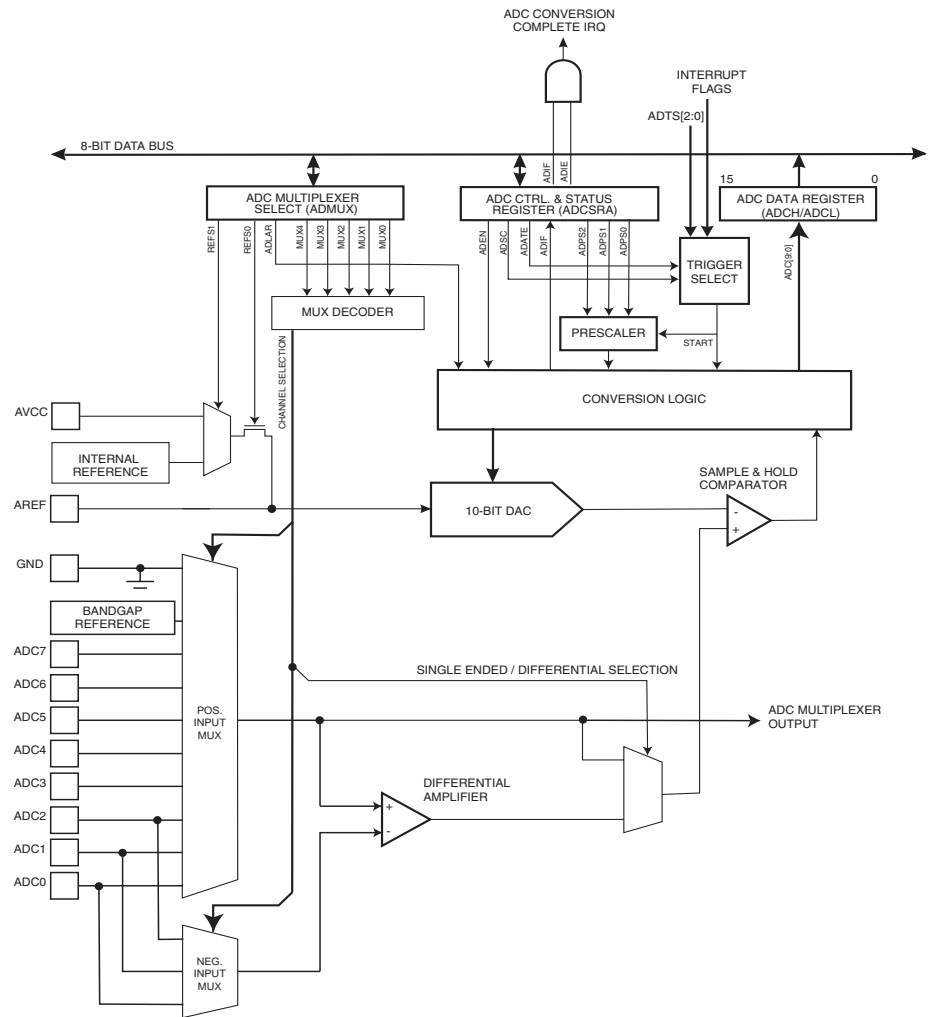 ADC CONVERSION
COMPLETE IRQ
INTERRUPT
FLAGS
ADTS[2:0]
8-BIT DATA BUS
ADIF
ADIE
15
0
ADC MULTIPLEXER
SELECT (ADMUX)
ADC CTRL. & STATUS
REGISTER (ADCSRA)
ADC DATA REGISTER
(ADCH/ADCL)
REFS1
REFS0
ADLAR
MUX4
MUX3
MUX2
MUX1
MUX0
ADEN
ADSC
ADATE
ADIF
ADPS2
ADPS1
ADPS0
ADC[9:0]
TRIGGER
SELECT
MUX DECODER
PRESCALER
START
CHANNEL SELECTION
CONVERSION LOGIC
AVCC
INTERNAL
REFERENCE
SAMPLE & HOLD
COMPARATOR
AREF
10-BIT DAC
-
+
GND
BANDGAP
REFERENCE
ADC7
SINGLE ENDED / DIFFERENTIAL SELECTION
ADC6
ADC5
POS.
INPUT
MUX
ADC MULTIPLEXER
OUTPUT
ADC4
ADC3
DIFFERENTIAL
AMPLIFIER
ADC2
+
-
ADC1
ADC0
NEG.
INPUT
MUX